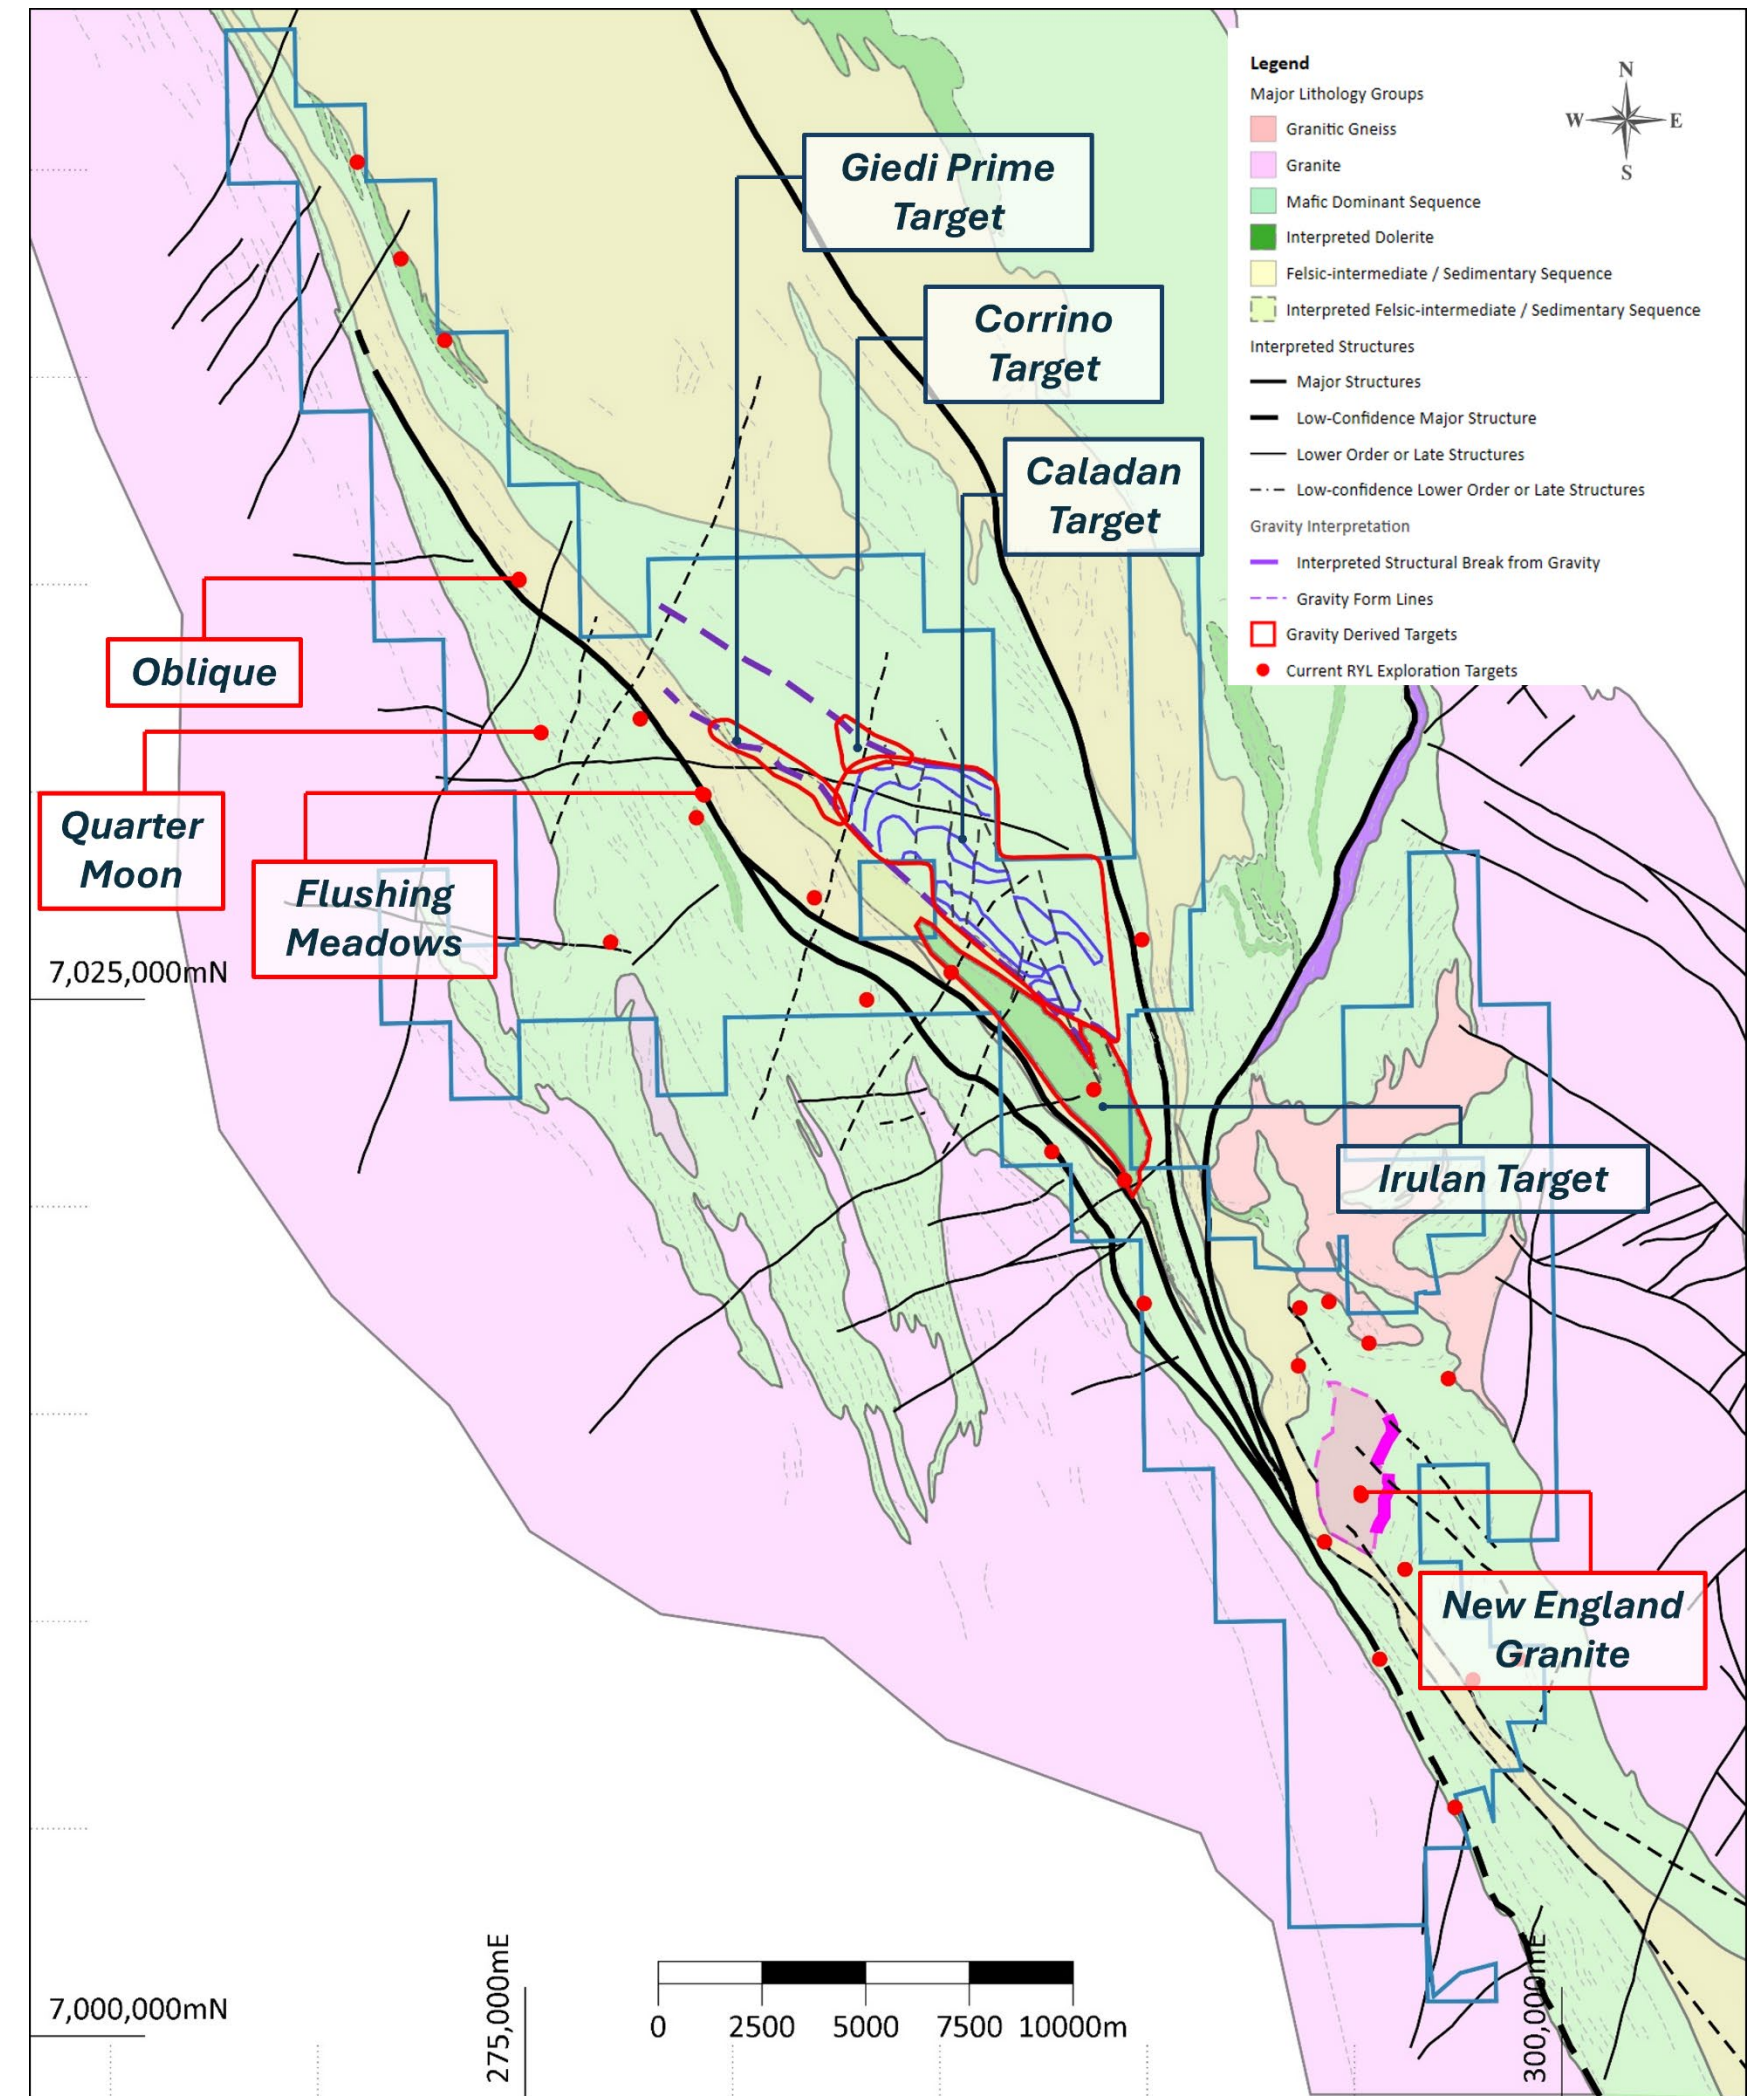 Legend
N
W
E
S
Major Lithology Groups
Granitic Gneiss
Granite
Mafic Dominant Sequence
Interpreted Dolerite
Felsic-intermediate / Sedimentary Sequence
Interpreted Felsic-intermediate / Sedimentary Sequence
Interpreted Structures
Major Structures
Low-Confidence Major Structure
Lower Order or Late Structures
Low-confidence Lower Order or Late Structures
Gravity Interpretation
Interpreted Structural Break from Gravity
Gravity Form Lines
Gravity Derived Targets
Current RYL Exploration Targets
Giedi Prime
Target
Corrino
Target
Caladan
Target
Oblique
Quarter
Moon
Flushing
Meadows
7,025,000mN
Irulan Target
New England
Granite
7,000,000mN
275,000mE
0 2500 5000 7500 10000m
300,000mE